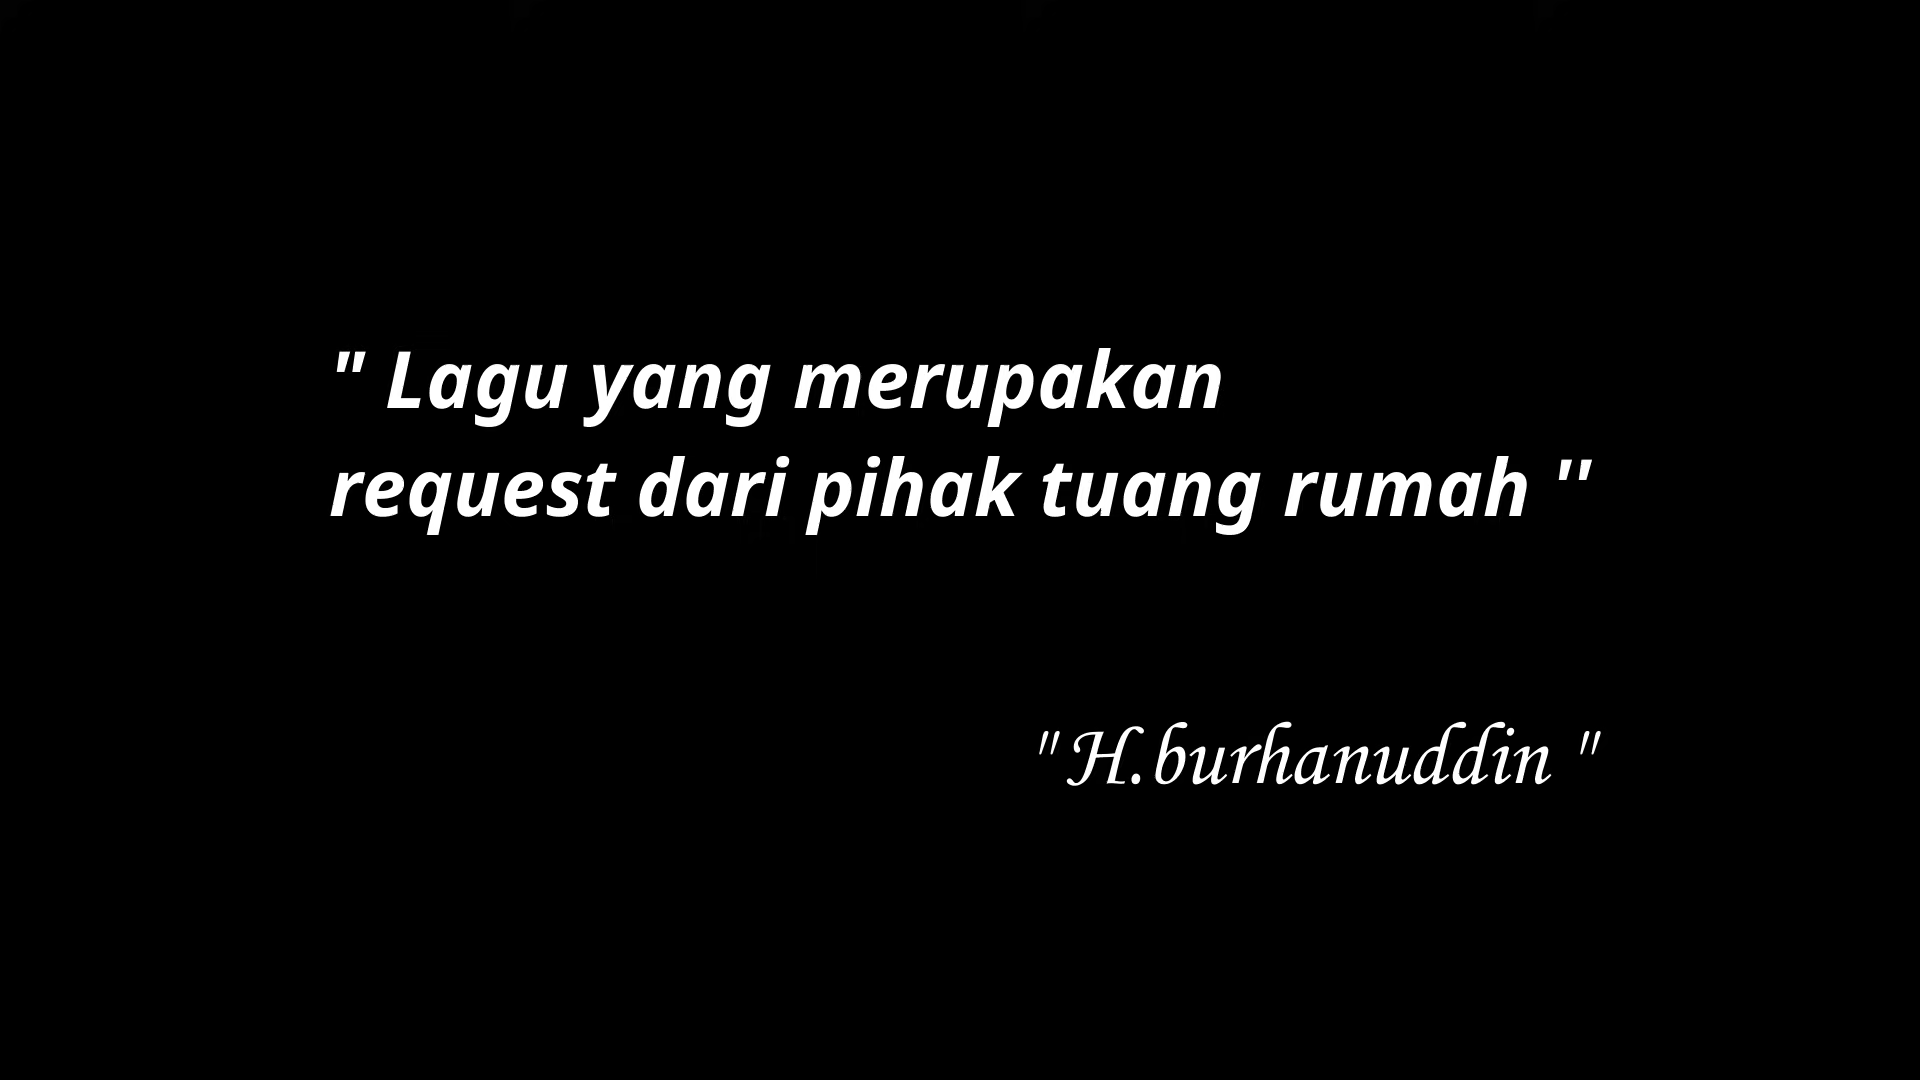 " Lagu yang merupakan
request dari pihak tuang rumah "
"H.burhanuddin "